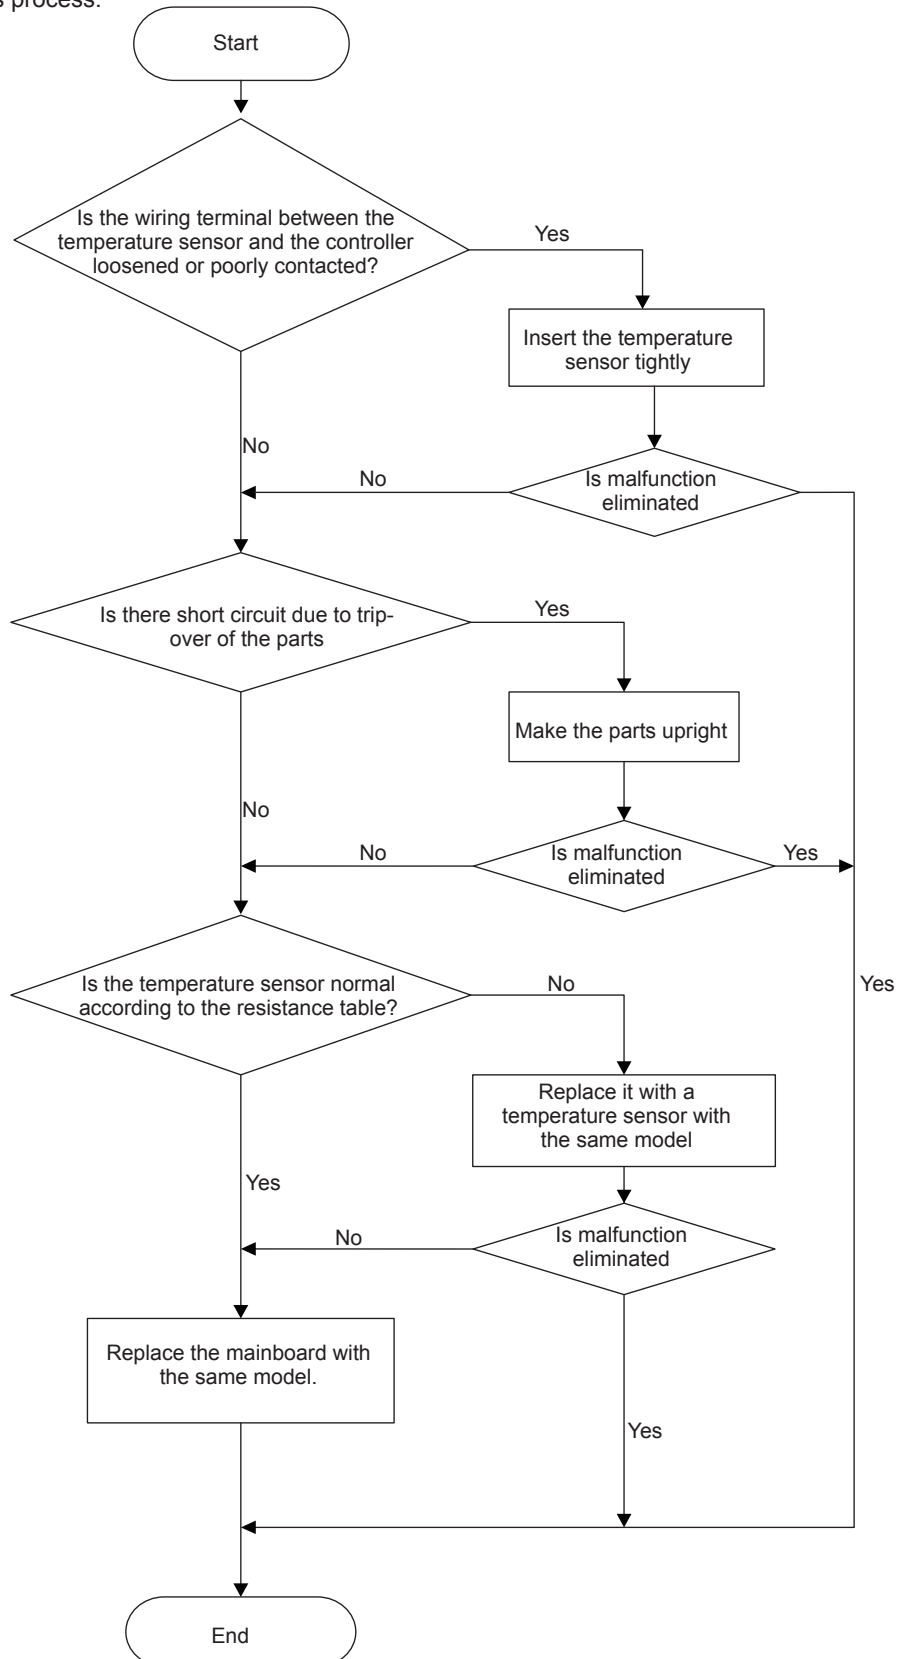 s process.
Start
Is the wiring terminal between the
temperature sensor and the controller
loosened or poorly contacted?
Yes
Insert the temperature
sensor tightly
No
No
Is malfunction
eliminated
Is there short circuit due to trip-
over of the parts
Yes
Make the parts upright
No
No
Is malfunction
eliminated
Yes
Is the temperature sensor normal
according to the resistance table?
No
Yes
Replace it with a
temperature sensor with
the same model
Yes
No
Is malfunction
eliminated
Replace the mainboard with
the same model.
Yes
End